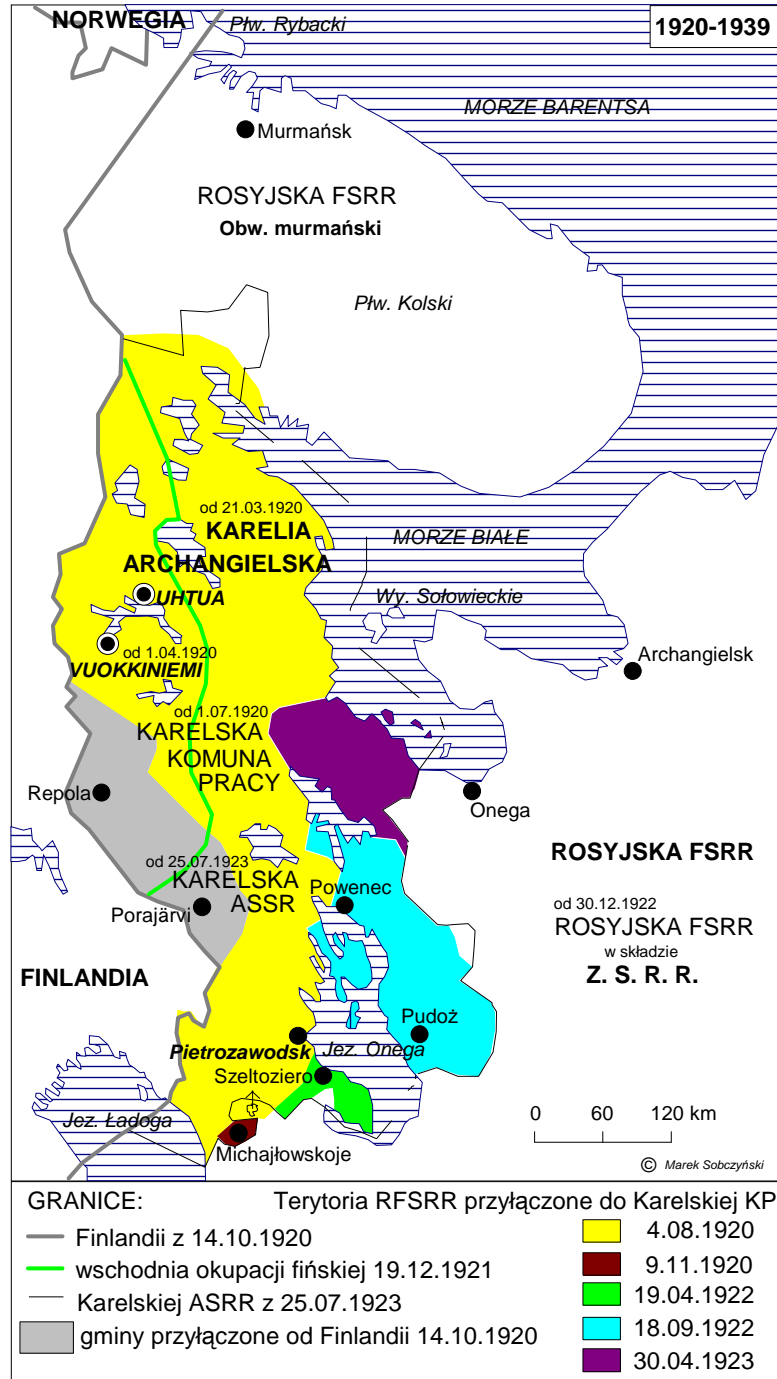 NORWEGIA
Płw. Rybacki
1920-1939
MORZE BARENTSA
Murmańsk
ROSYJSKA FSRR
Obw. murmański
Płw. Kolski
od 21.03.1920
KARELIA
ARCHANGIELSKA
MORZE BIAŁE
UHTUA
Wy. Sołowieckie
od 1.04.1920
VUOKKINIEMI
Archangielsk
od 1.07.1920
KARELSKA
KOMUNA
PRACY
Repola
Onega
od 25.07.1923
KARELSKA
ASSR
Powenec
Porajärvi
ROSYJSKA FSRR
od 30.12.1922
ROSYJSKA FSRR
w składzie
Z. S. R. R.
FINLANDIA
Pudoż
Pietrozawodsk
Jez. Onega
Szeltoziero
Jez. Ładoga
Michajłowskoje
0 60 120 km
© Marek Sobczyński
GRANICE:
Finlandii z 14.10.1920
wschodnia okupacji fińskiej 19.12.1921
Karelskiej ASRR z 25.07.1923
gminy przyłączone od Finlandii 14.10.1920
Terytoria RFSRR przyłączone do Karelskiej KP
4.08.1920
9.11.1920
19.04.1922
18.09.1922
30.04.1923